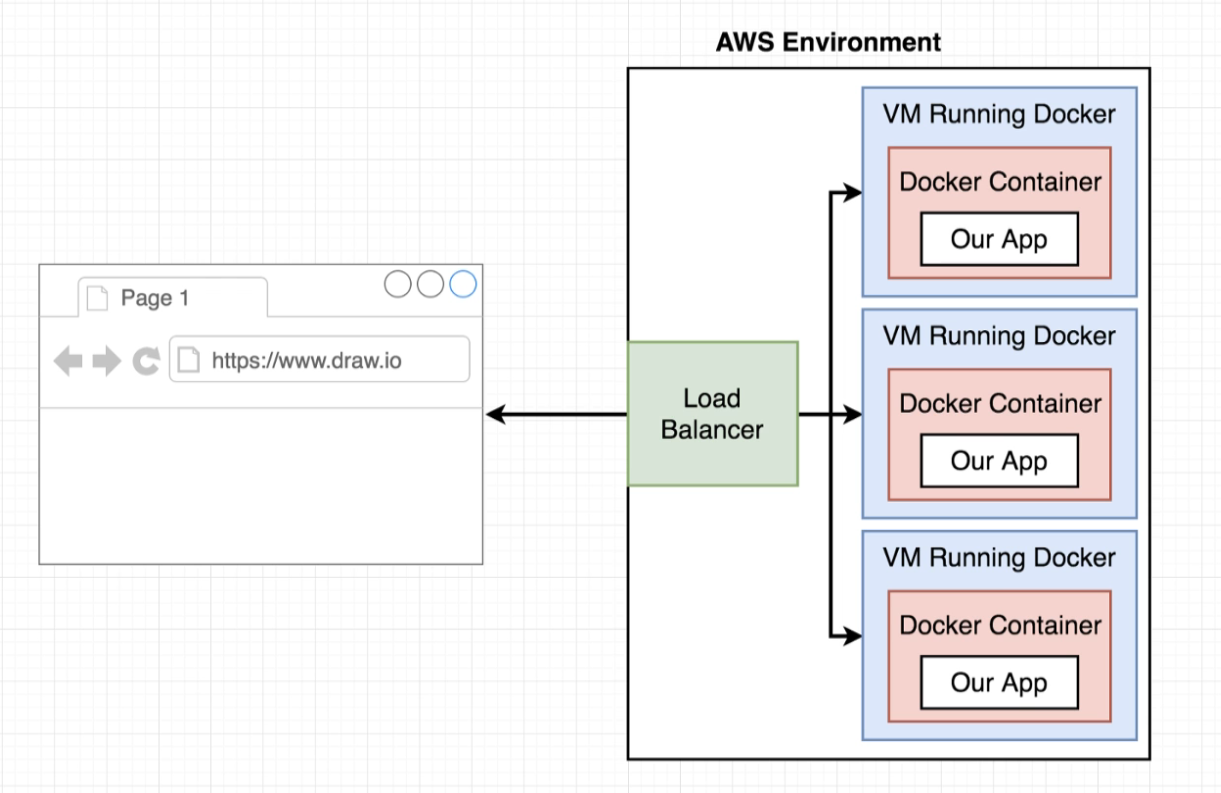 AWS Environment
Page 1
https://www.draw.io
Load
Balancer
VM Running Docker
Docker Container
Our App
VM Running Docker
Docker Container
Our App
VM Running Docker
Docker Container
Our App